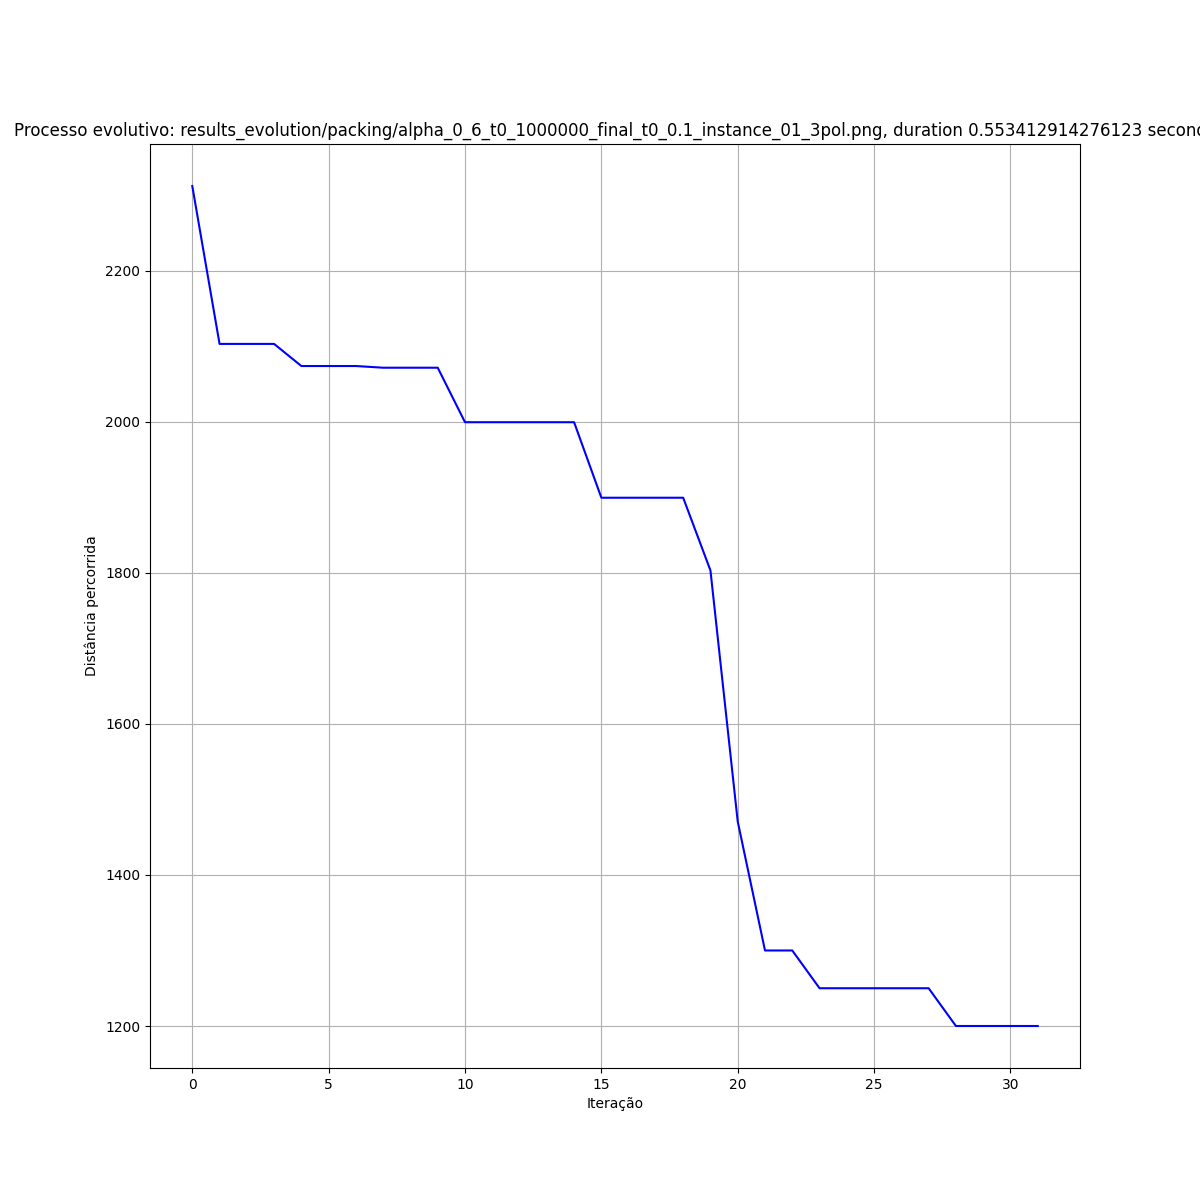 Processo evolutivo: results_evolution/packing/alpha_0_6_t0_1000000_final_t0_0.1_instance_01_3pol.png, duration 0.553412914276123
2200
2000
1800
1600
1400
1200
Distância percorrida
0 5 10 15 20 25 30
Iteração